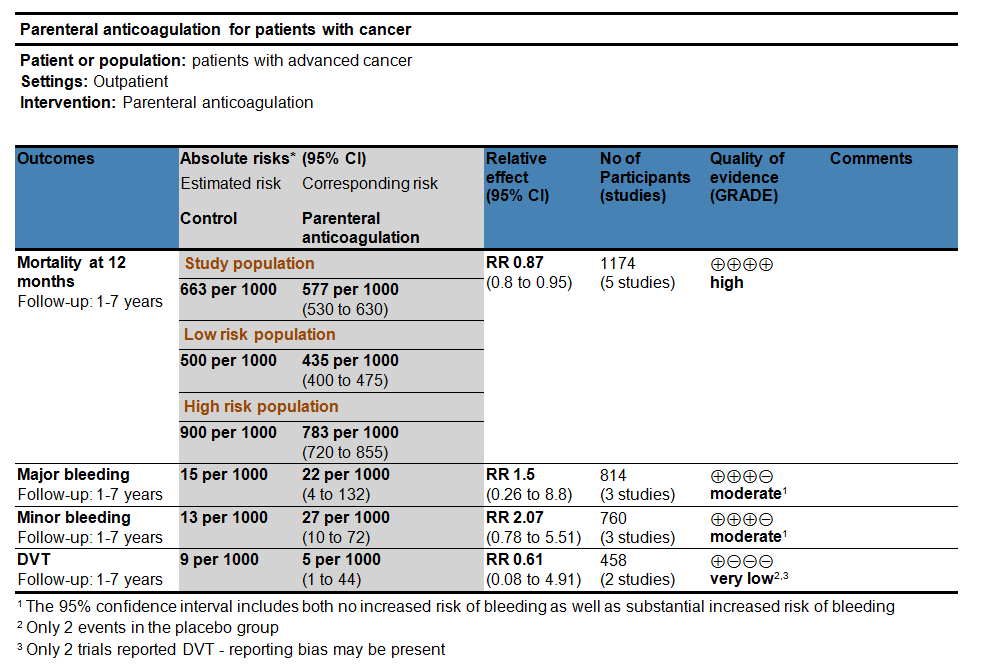 Parenteral anticoagulation for patients with cancer
Patient or population: patients with advanced cancer
Settings: Outpatient
Intervention: Parenteral anticoagulation
Outcomes Absolute risks* (95% CI) Relative effect (95% CI) No of Participants (studies) Quality of evidence (GRADE) Comments
Estimated risk Corresponding risk
Control Parenteral anticoagulation
Mortality at 12 months
Follow-up: 1-7 years
Study population
663 per 1000 577 per 1000
(530 to 630)
Low risk population
500 per 1000 435 per 1000
(400 to 475)
High risk population
900 per 1000 783 per 1000
(720 to 855)
RR 0.87 1174 ⊕⊕⊕⊕
(0.8 to 0.95) (5 studies) high
Major bleeding 15 per 1000 22 per 1000 RR 1.5 814 ⊕⊕⊕⊖
Follow-up: 1-7 years (4 to 132) (0.26 to 8.8) (3 studies) moderate¹
Minor bleeding 13 per 1000 27 per 1000 RR 2.07 760 ⊕⊕⊕⊖
Follow-up: 1-7 years (10 to 72) (0.78 to 5.51) (3 studies) moderate¹
DVT 9 per 1000 5 per 1000 RR 0.61 458 ⊕⊖⊖⊖
Follow-up: 1-7 years (1 to 44) (0.08 to 4.91) (2 studies) very low²,³
¹ The 95% confidence interval includes both no increased risk of bleeding as well as substantial increased risk of bleeding
² Only 2 events in the placebo group
³ Only 2 trials reported DVT - reporting bias may be present